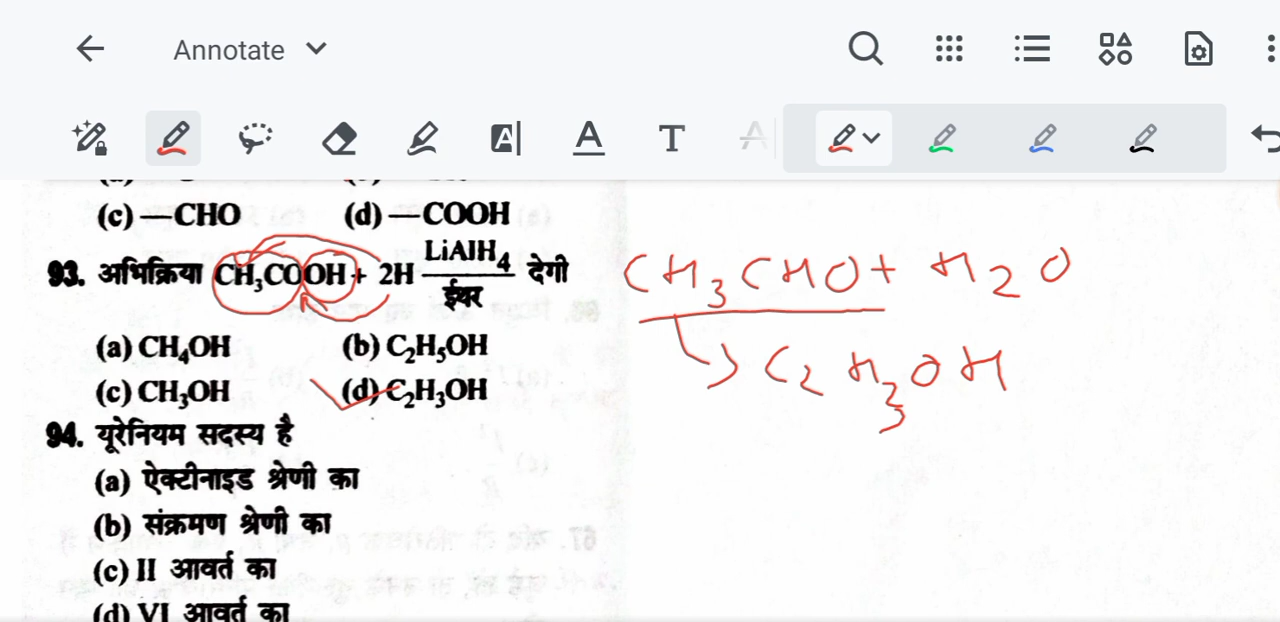 Annotate
(c) —CHO (d) —COOH
93. अभिक्रिया CH₃COOH + 2H LiAlH₄ ईथर देगी
CH₃CHO + H₂O
(a) CH₄OH (b) C₂H₅OH
C₂H₃OH
(c) CH₃OH (d) C₂H₃OH
94. यूरेनियम सदस्य है
(a) ऐक्टीनाइड श्रेणी का
(b) संक्रमण श्रेणी का
(c) II आवर्त का
(d) VI आवर्त का